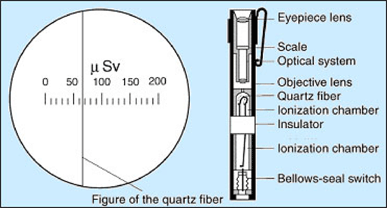 μ Sv
0 50 100 150 200
Figure of the quartz fiber
Eyepiece lens
Scale
Optical system
Objective lens
Quartz fiber
Ionization chamber
Insulator
Ionization chamber
Bellows-seal switch